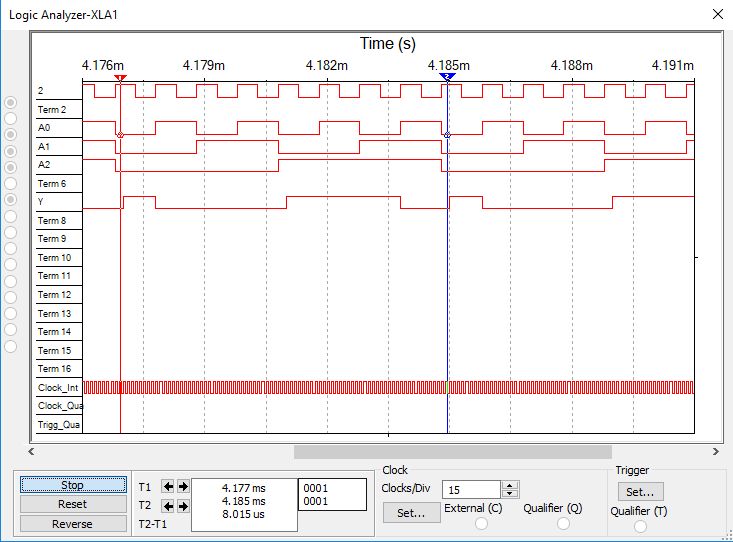 Logic Analyzer-XLA1
Time (s)
4.176m 4.179m 4.182m 4.185m 4.188m 4.191m
1 2
2
Term 2
A0
A1
A2
Term 6
Y
Term 8
Term 9
Term 10
Term 11
Term 12
Term 13
Term 14
Term 15
Term 16
Clock_Int
Clock_Qua
Trigg_Qua
Stop
Reset
Reverse
T1 4.177 ms 0001
T2 4.185 ms 0001
T2-T1 8.015 us
Clock
Clocks/Div 15
Set...
External (C) Qualifier (Q)
Trigger
Set...
Qualifier (T)